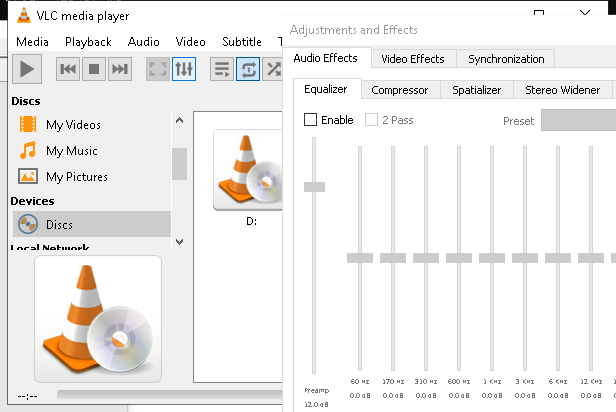 VLC media player
Media Playback Audio Video Subtitle T
Discs
My Videos
My Music
My Pictures
Devices
Discs
Local Network
D:
--:--
Adjustments and Effects
Audio Effects Video Effects Synchronization
Equalizer Compressor Spatializer Stereo Widener
Enable 2 Pass Preset
Preamp 60 Hz 170 Hz 310 Hz 600 Hz 1 KHz 3 KHz 6 KHz 12 KHz
12.0 dB 0.0 dB 0.0 dB 0.0 dB 0.0 dB 0.0 dB 0.0 dB 0.0 dB 0.0 dB